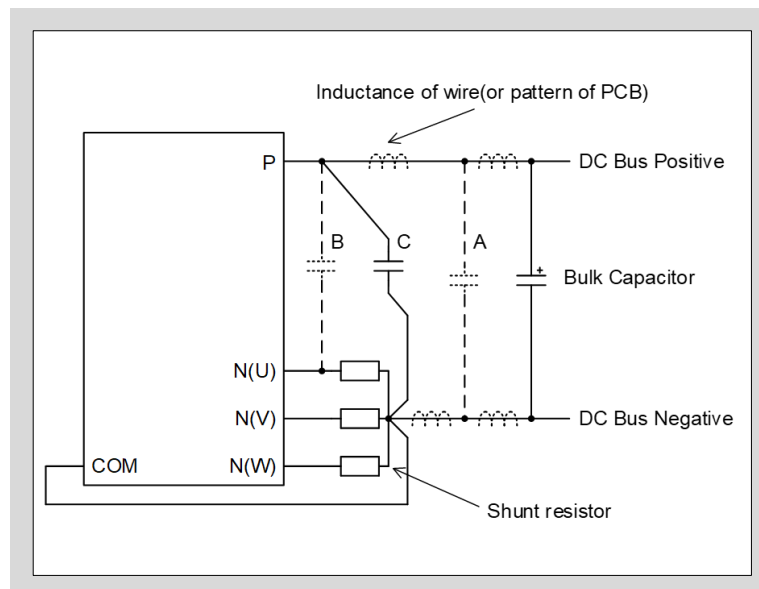 Inductance of wire(or pattern of PCB)
P
DC Bus Positive
B
C
A
+
Bulk Capacitor
N(U)
N(V)
DC Bus Negative
COM
N(W)
Shunt resistor